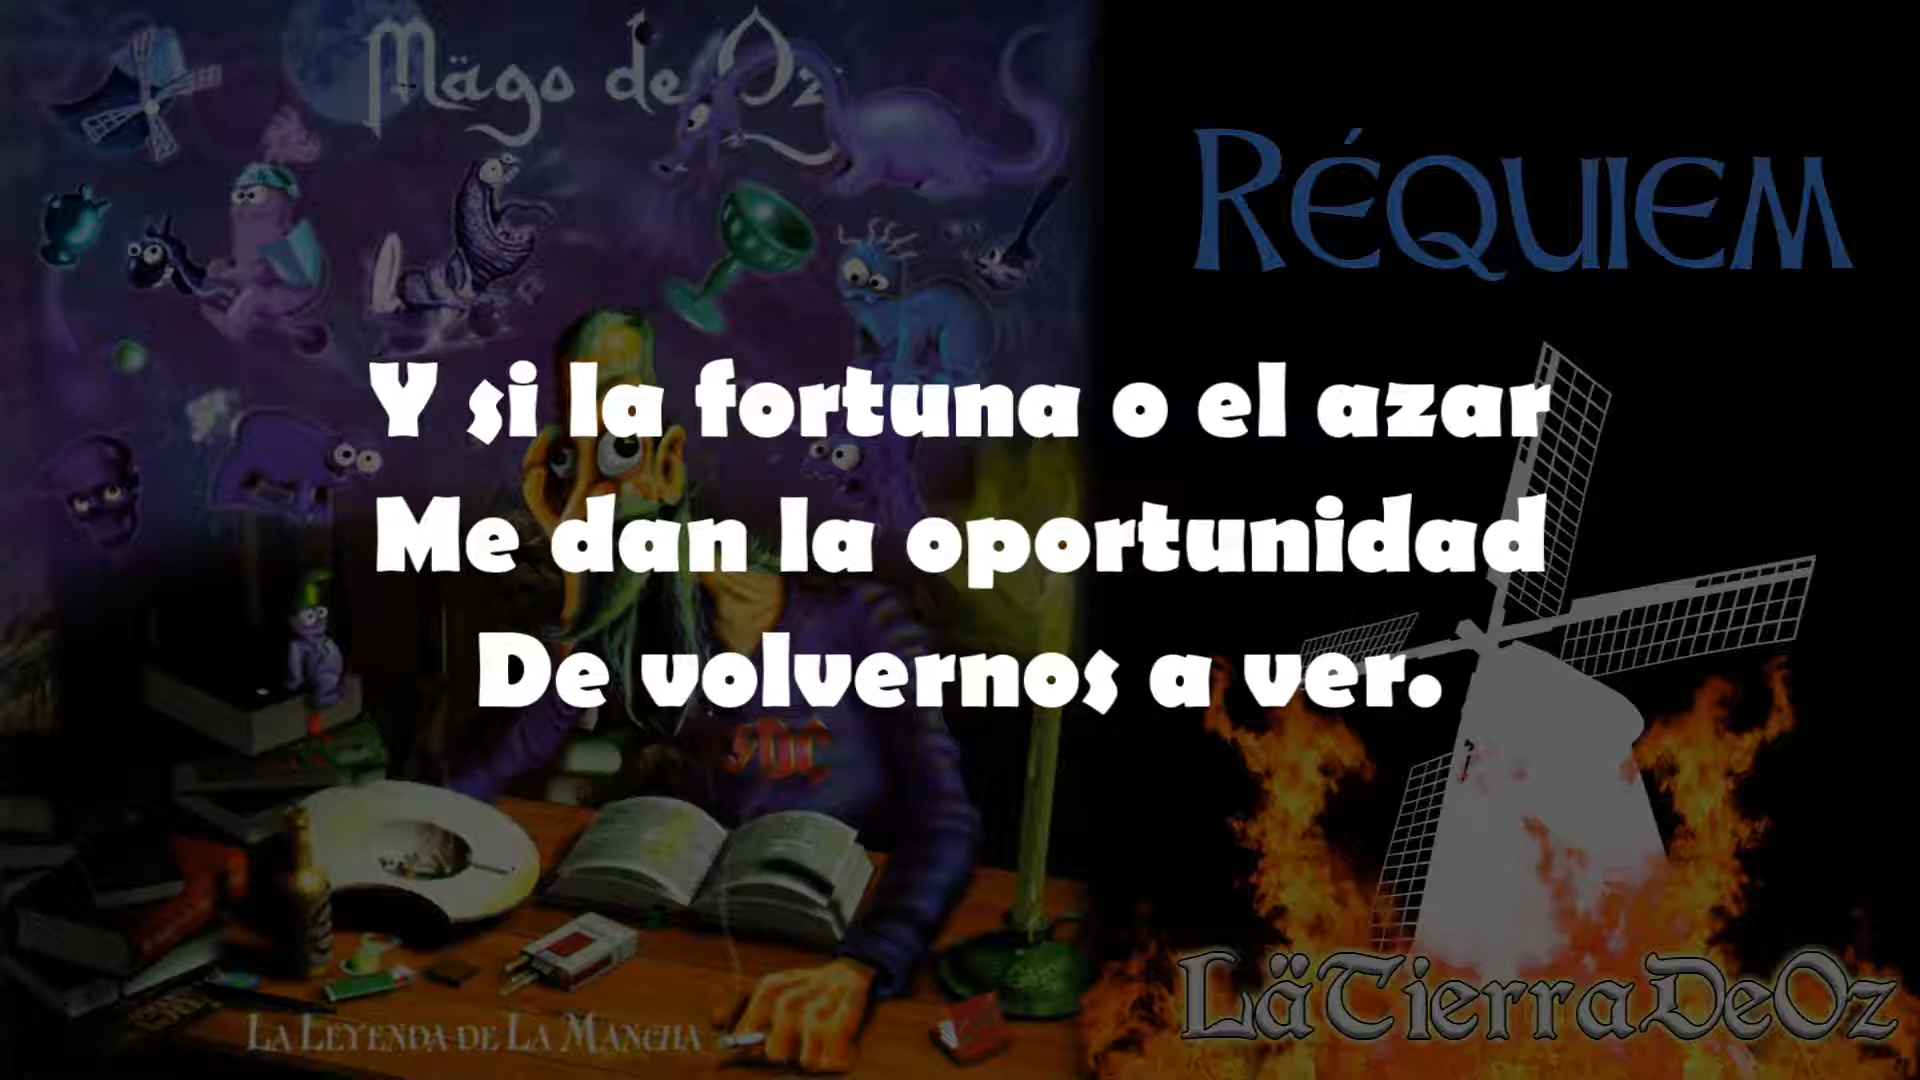 Mägo de Oz
RÉQUIEM
Y si la fortuna o el azar
Me dan la oportunidad
De volvernos a ver.
LA LEYENDA DE LA MANCHA
LäTierraDeOz